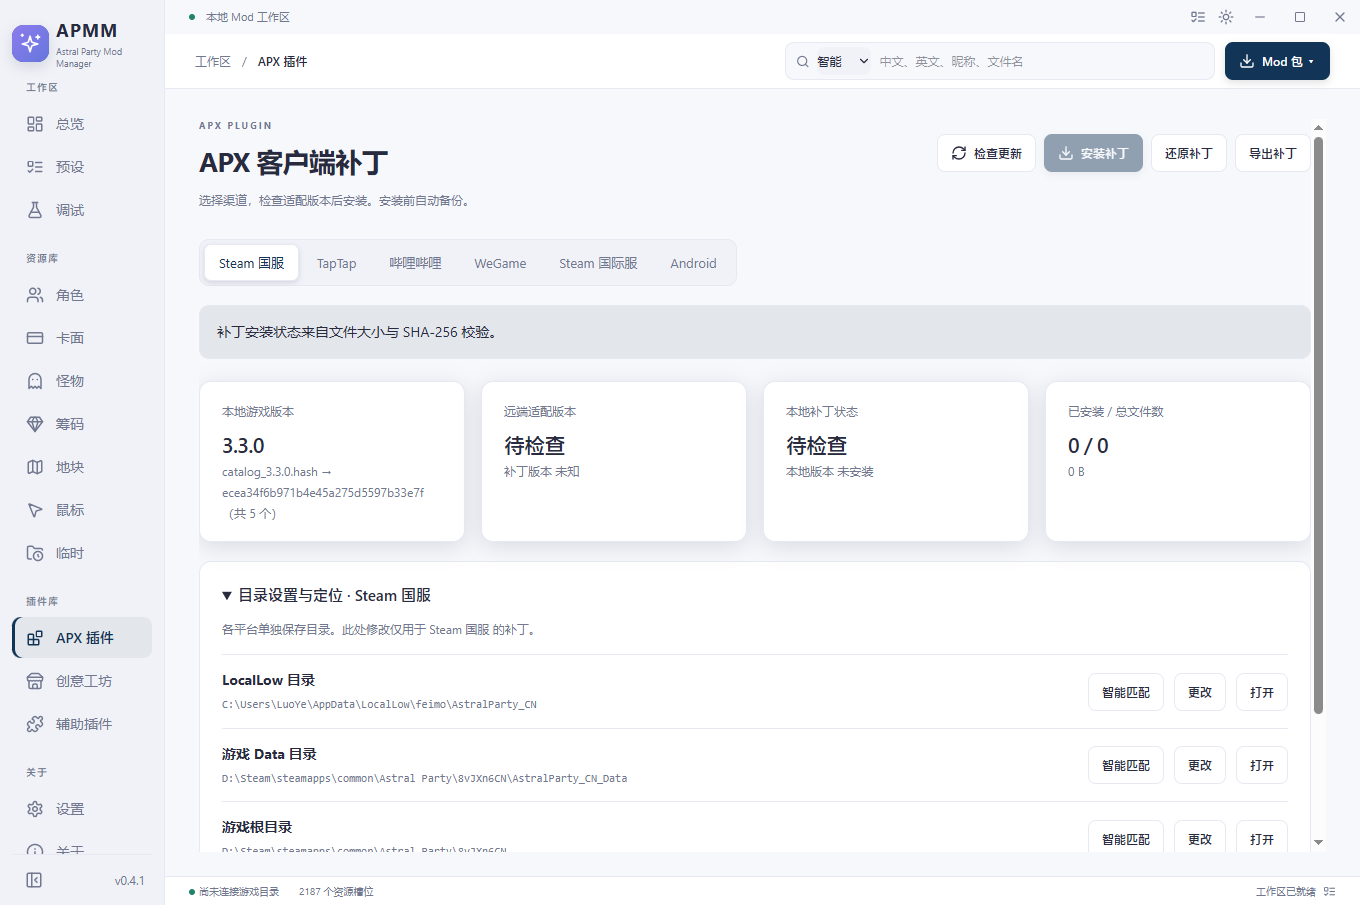 APMM
Astral Party Mod
Manager
工作区
总览
预设
调试
资源库
角色
卡面
怪物
筹码
地块
鼠标
临时
插件库
APX 插件
创意工坊
辅助插件
关于
设置
关于
v0.4.1
本地 Mod 工作区
工作区 / APX 插件
智能
中文、英文、昵称、文件名
Mod 包
APX PLUGIN
APX 客户端补丁
选择渠道，检查适配版本后安装。安装前自动备份。
检查更新
安装补丁
还原补丁
导出补丁
Steam 国服
TapTap
哔哩哔哩
WeGame
Steam 国际服
Android
补丁安装状态来自文件大小与 SHA-256 校验。
本地游戏版本
3.3.0
catalog_3.3.0.hash →
ecea34f6b971b4e45a275d5597b33e7f
（共 5 个）
远端适配版本
待检查
补丁版本 未知
本地补丁状态
待检查
本地版本 未安装
已安装 / 总文件数
0 / 0
0 B
▼ 目录设置与定位 · Steam 国服
各平台单独保存目录。此处修改仅用于 Steam 国服 的补丁。
LocalLow 目录
C:\Users\LuoYe\AppData\LocalLow\feimo\AstralParty_CN
智能匹配
更改
打开
游戏 Data 目录
D:\Steam\steamapps\common\Astral Party\8vJXn6CN\AstralParty_CN_Data
智能匹配
更改
打开
游戏根目录
D:\Steam\steamapps\common\Astral Party\8vJXn6CN
智能匹配
更改
打开
尚未连接游戏目录
2187 个资源槽位
工作区已就绪